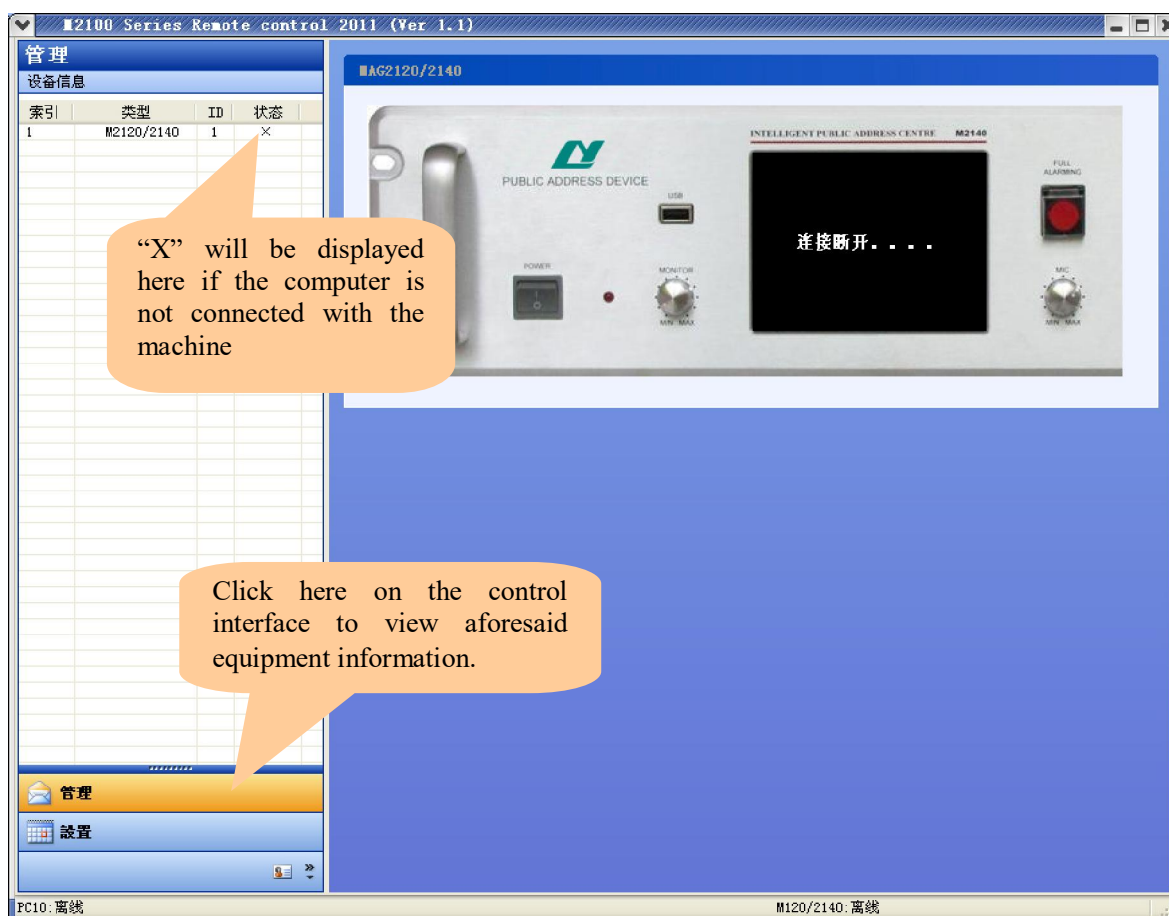 M2100 Series Remote control 2011 (Ver 1.1)
管理
设备信息
索引 类型 ID 状态
1 M2120/2140 1 ×
“X” will be displayed
here if the computer is
not connected with the
machine
Click here on the control
interface to view aforesaid
equipment information.
管理
設置
PC10:离线
MAG2120/2140
PUBLIC ADDRESS DEVICE
USB
POWER
I
O
MONITOR
MIN MAX
INTELLIGENT PUBLIC ADDRESS CENTRE M2140
连接断开....
FULL
ALARMING
MIC
MIN MAX
M120/2140:离线